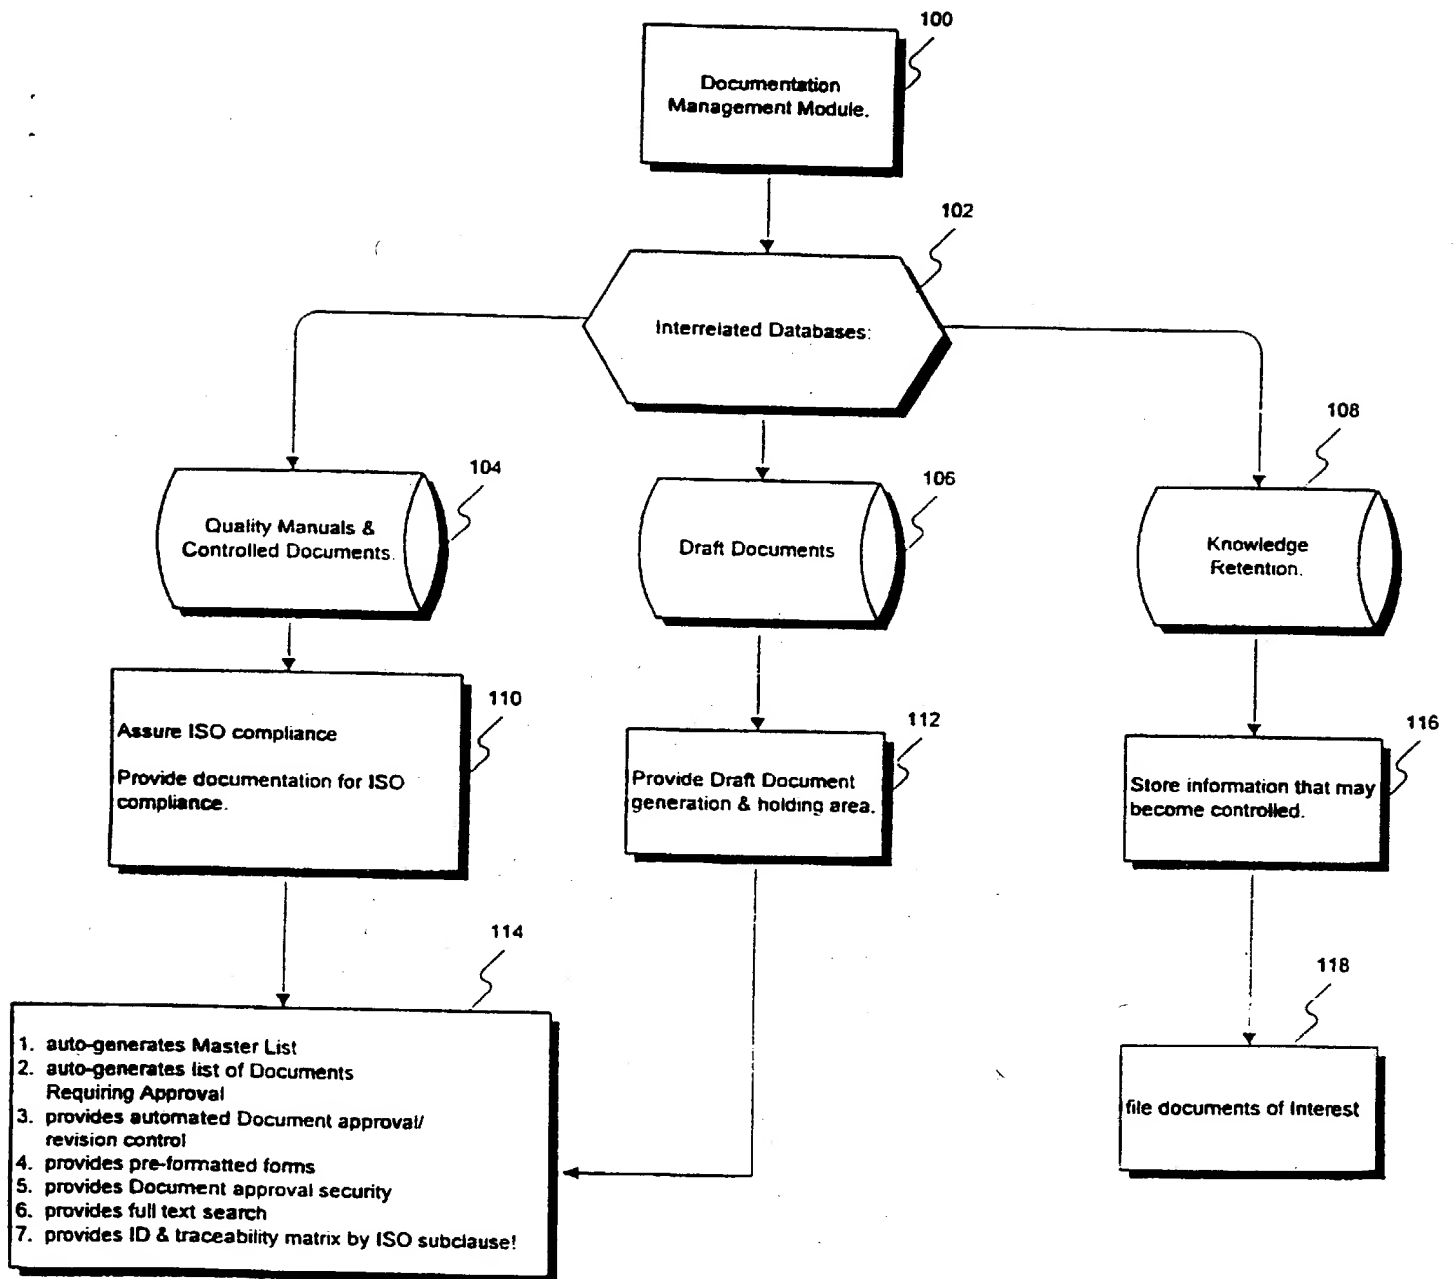 100
Documentation
Management Module.
102
Interrelated Databases:
104
Quality Manuals &
Controlled Documents.
106
Draft Documents
108
Knowledge
Retention.
110
Assure ISO compliance
Provide documentation for ISO
compliance.
112
Provide Draft Document
generation & holding area.
116
Store information that may
become controlled.
114
1. auto-generates Master List
2. auto-generates list of Documents
Requiring Approval
3. provides automated Document approval/
revision control
4. provides pre-formatted forms
5. provides Document approval security
6. provides full text search
7. provides ID & traceability matrix by ISO subclause!
118
file documents of Interest